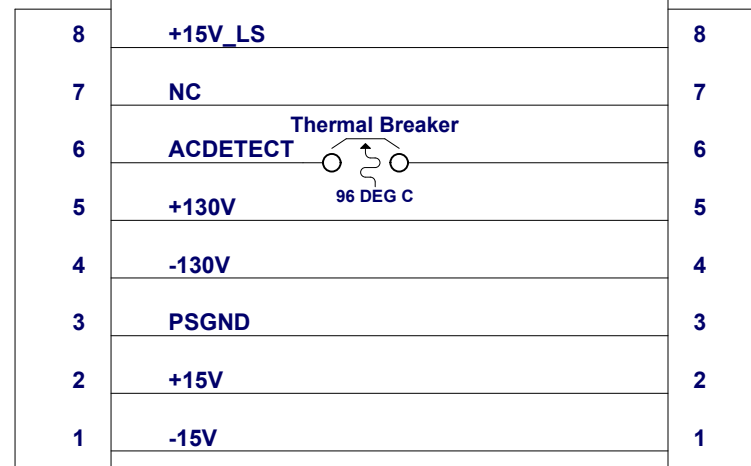 8 +15V_LS 8
7 NC 7
Thermal Breaker
6 ACDETECT 6
96 DEG C
5 +130V 5
4 -130V 4
3 PSGND 3
2 +15V 2
1 -15V 1